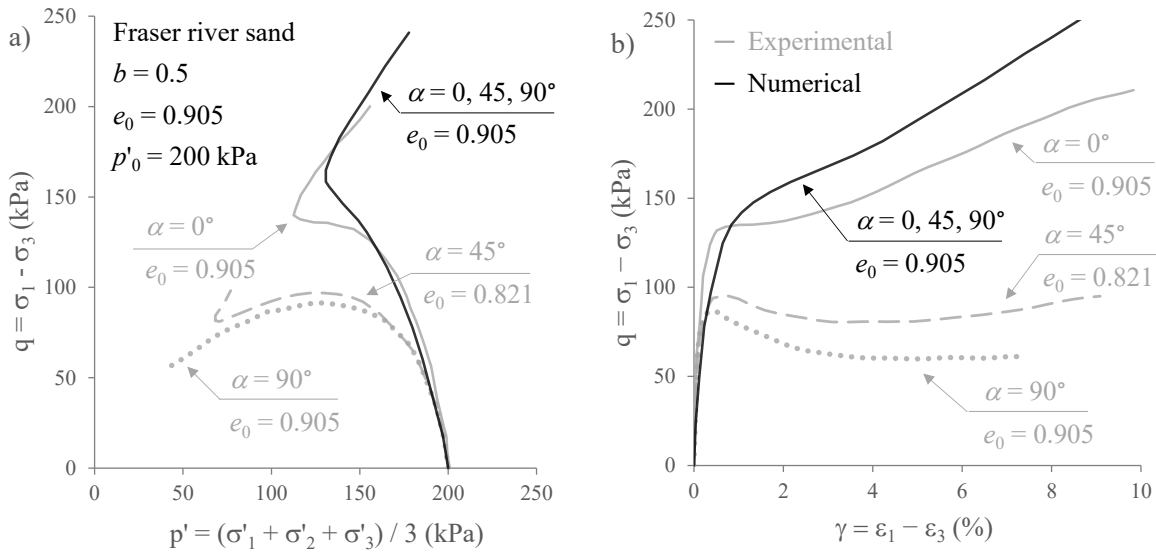 a)
Fraser river sand
b = 0.5
e0 = 0.905
p'0 = 200 kPa
α = 0, 45, 90°
e0 = 0.905
α = 0°
e0 = 0.905
α = 45°
e0 = 0.821
α = 90°
e0 = 0.905
250
200
150
100
50
0
q = σ1 - σ3 (kPa)
0
50
100
150
200
250
p' = (σ'1 + σ'2 + σ'3) / 3 (kPa)
b)
Experimental
Numerical
α = 0°
e0 = 0.905
α = 0, 45, 90°
e0 = 0.905
α = 45°
e0 = 0.821
α = 90°
e0 = 0.905
250
200
150
100
50
0
q = σ1 − σ3 (kPa)
0
2
4
6
8
10
γ = ε1 − ε3 (%)